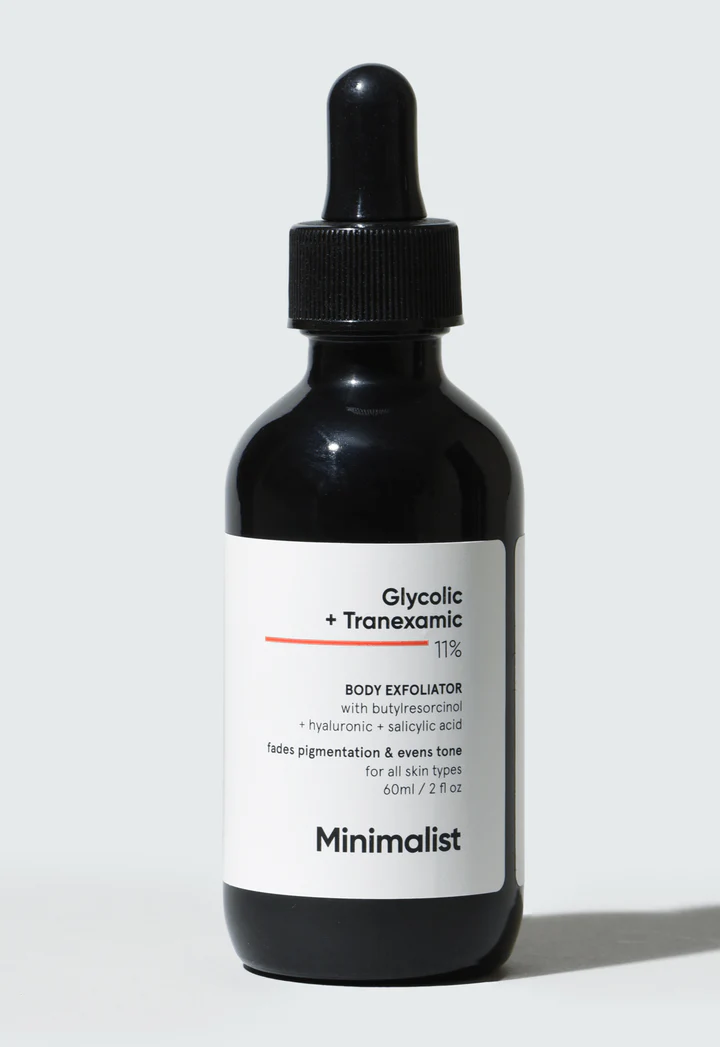 Glycolic
+ Tranexamic
11%
BODY EXFOLIATOR
with butylresorcinol
+ hyaluronic + salicylic acid
fades pigmentation & evens tone
for all skin types
60ml / 2 fl oz
Minimalist